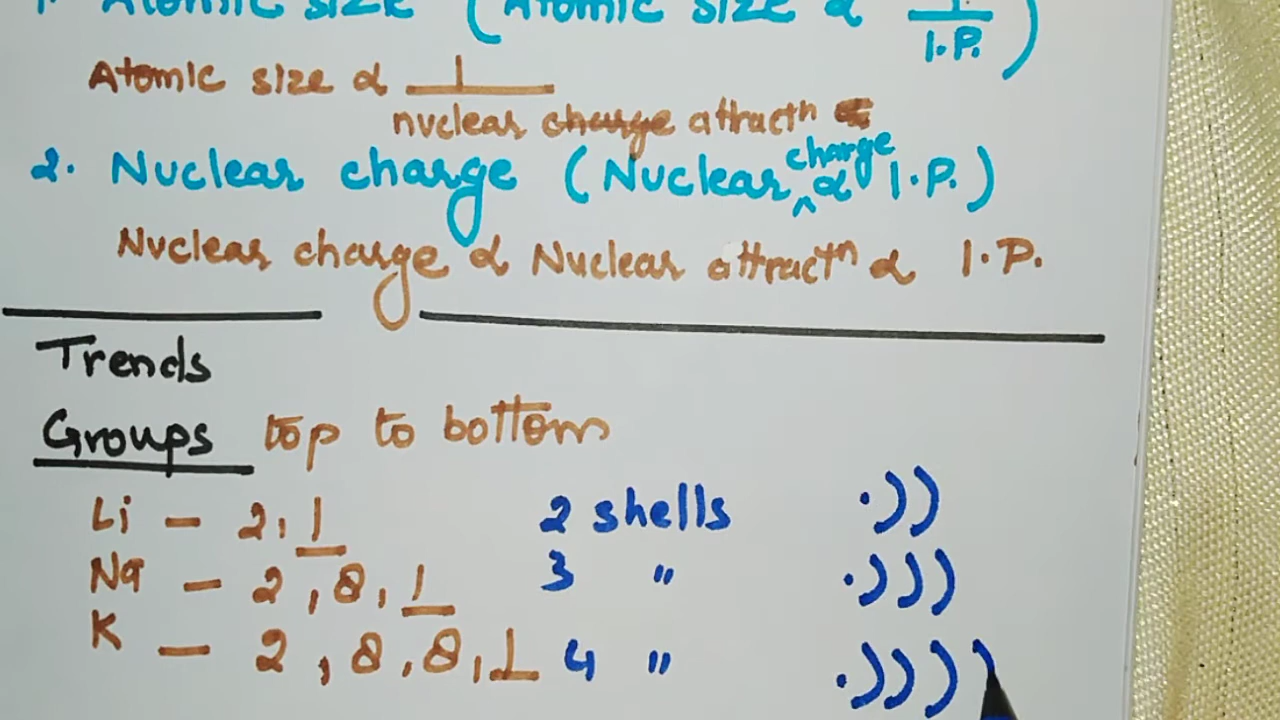 1. Atomic size (Atomic size ∝ 1/I.P.)
Atomic size ∝ 1/nuclear charge attractⁿ
2. Nuclear charge (Nuclear charge ∝ I.P.)
Nuclear charge ∝ Nuclear attractⁿ ∝ I.P.
Trends
Groups top to bottom
Li – 2,1 2 shells ·))
Na – 2,8,1 3 " ·)))
K – 2,8,8,1 4 " ·))))